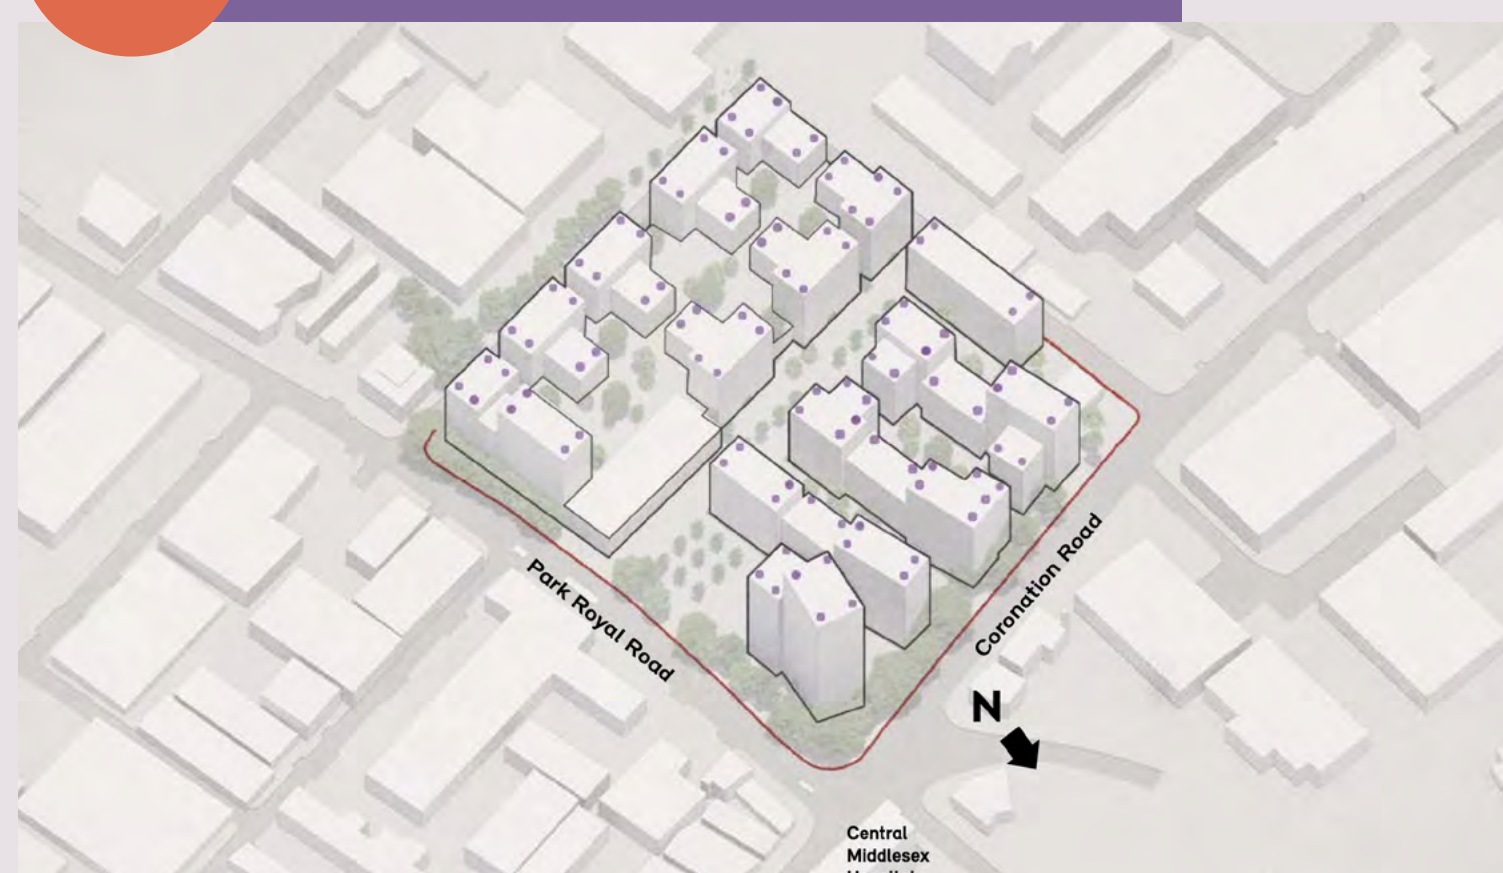 Park Royal Road
Coronation Road
N
Central
Middlesex